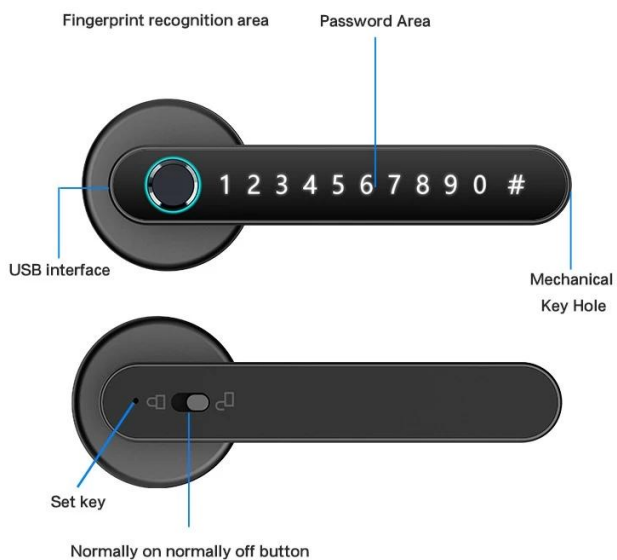 Fingerprint recognition area
Password Area
1 2 3 4 5 6 7 8 9 0 #
USB interface
Mechanical
Key Hole
Set key
Normally on normally off button